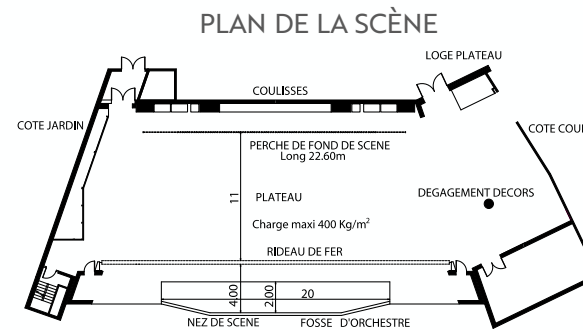 PLAN DE LA SCÈNE
LOGE PLATEAU
COULISSES
COTE JARDIN
COTE COU
PERCHE DE FOND DE SCENE
Long 22.60m
11
PLATEAU
DEGAGEMENT DECORS
Charge maxi 400 Kg/m²
RIDEAU DE FER
4.00
2.00
20
NEZ DE SCENE
FOSSE D'ORCHESTRE